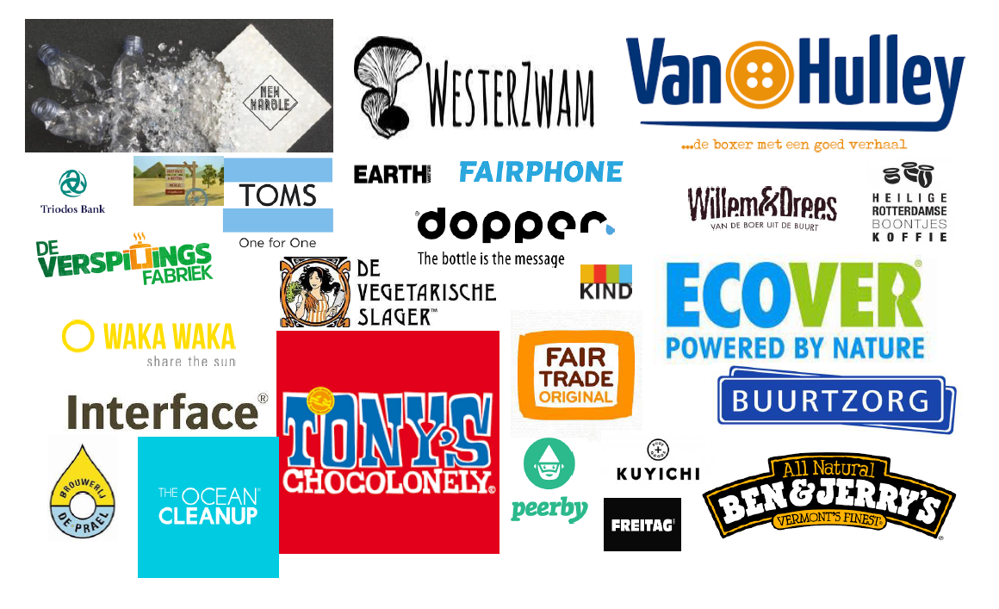 NEW
MARBLE
WESTERZWAM
Van Hulley
...de boxer met een goed verhaal
Triodos Bank
TOMS
One for One
EARTH WATER
FAIRPHONE
®dopper
The bottle is the message
Willem&Drees
VAN DE BOER UIT DE BUURT
HEILIGE
ROTTERDAMSE
BOONTJES
KOFFIE
DE
VERSPILLINGS
FABRIEK
DE
VEGETARISCHE
SLAGER™
KIND
ECOVER®
POWERED BY NATURE
WAKA WAKA
share the sun
FAIR
TRADE
ORIGINAL
BUURTZORG
Interface®
TONY'S
CHOCOLONELY®
BROUWERIJ
DE PRAEL
THE OCEAN
CLEANUP
peerby
PURE
GOODS
KUYICHI
FREITAG®
All Natural
BEN & JERRY'S
VERMONT'S FINEST®
®